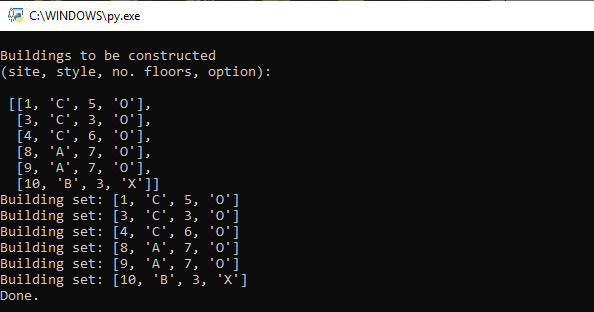 C:\WINDOWS\py.exe
Buildings to be constructed
(site, style, no. floors, option):
[[1, 'C', 5, 'O'],
[3, 'C', 3, 'O'],
[4, 'C', 6, 'O'],
[8, 'A', 7, 'O'],
[9, 'A', 7, 'O'],
[10, 'B', 3, 'X']]
Building set: [1, 'C', 5, 'O']
Building set: [3, 'C', 3, 'O']
Building set: [4, 'C', 6, 'O']
Building set: [8, 'A', 7, 'O']
Building set: [9, 'A', 7, 'O']
Building set: [10, 'B', 3, 'X']
Done.